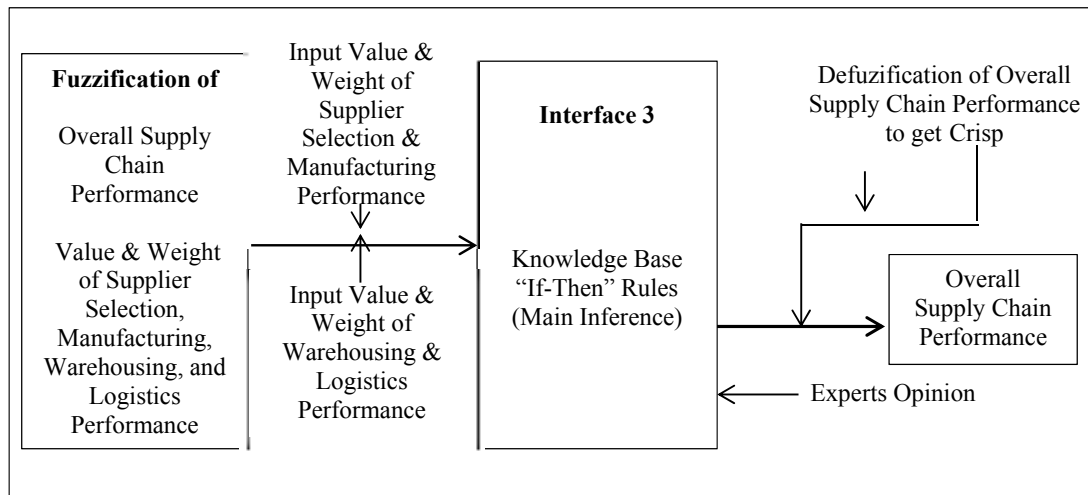 Fuzzification of
Overall Supply
Chain
Performance
Value & Weight
of Supplier
Selection,
Manufacturing,
Warehousing, and
Logistics
Performance
Input Value &
Weight of
Supplier
Selection &
Manufacturing
Performance
Input Value &
Weight of
Warehousing &
Logistics
Performance
Interface 3
Knowledge Base
“If-Then” Rules
(Main Inference)
Defuzification of Overall
Supply Chain Performance
to get Crisp
Overall
Supply Chain
Performance
Experts Opinion